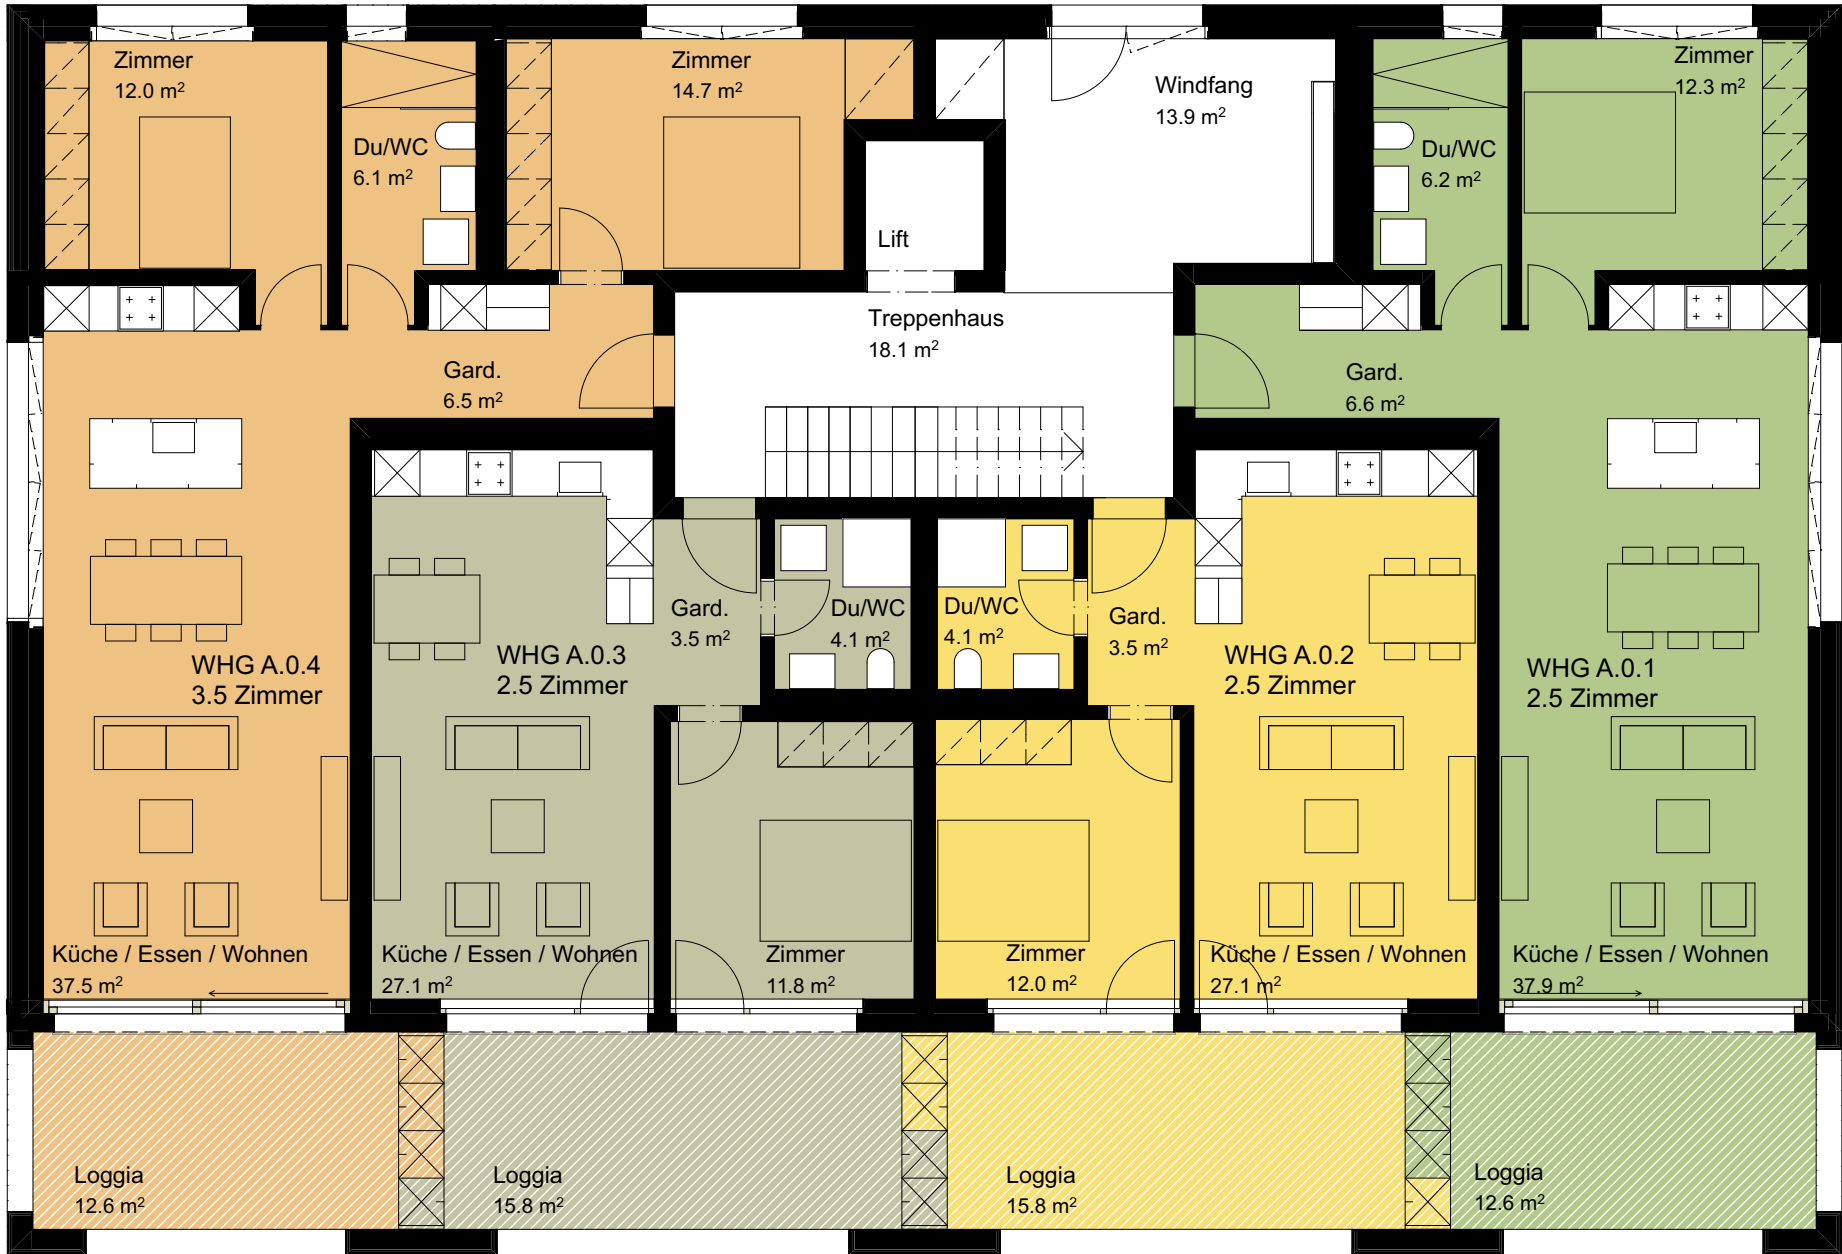 Zimmer
12.0 m²
Du/WC
6.1 m²
Zimmer
14.7 m²
Windfang
13.9 m²
Du/WC
6.2 m²
Zimmer
12.3 m²
Lift
Treppenhaus
18.1 m²
Gard.
6.5 m²
Gard.
6.6 m²
WHG A.0.4
3.5 Zimmer
WHG A.0.3
2.5 Zimmer
Gard.
3.5 m²
Du/WC
4.1 m²
Du/WC
4.1 m²
Gard.
3.5 m²
WHG A.0.2
2.5 Zimmer
WHG A.0.1
2.5 Zimmer
Küche / Essen / Wohnen
37.5 m²
Küche / Essen / Wohnen
27.1 m²
Zimmer
11.8 m²
Zimmer
12.0 m²
Küche / Essen / Wohnen
27.1 m²
Küche / Essen / Wohnen
37.9 m²
Loggia
12.6 m²
Loggia
15.8 m²
Loggia
15.8 m²
Loggia
12.6 m²